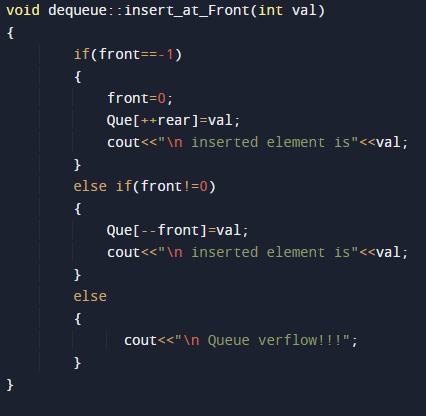 void dequeue::insert_at_Front(int val)
{
        if(front==-1)
        {
            front=0;
            Que[++rear]=val;
            cout<<"\n inserted element is"<<val;
        }
        else if(front!=0)
        {
            Que[--front]=val;
            cout<<"\n inserted element is"<<val;
        }
        else
        {
              cout<<"\n Queue verflow!!!";
        }
}